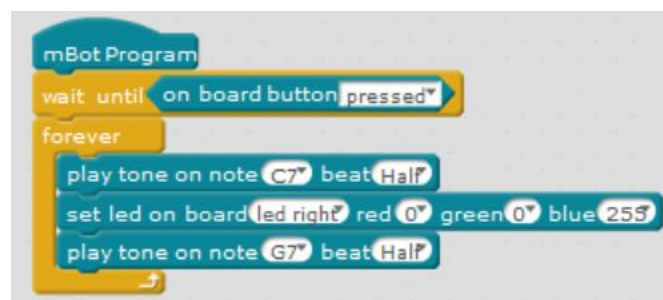 mBot Program
wait until on board button pressed
forever
play tone on note C7 beat Half
set led on board led right red 0 green 0 blue 255
play tone on note G7 beat Half